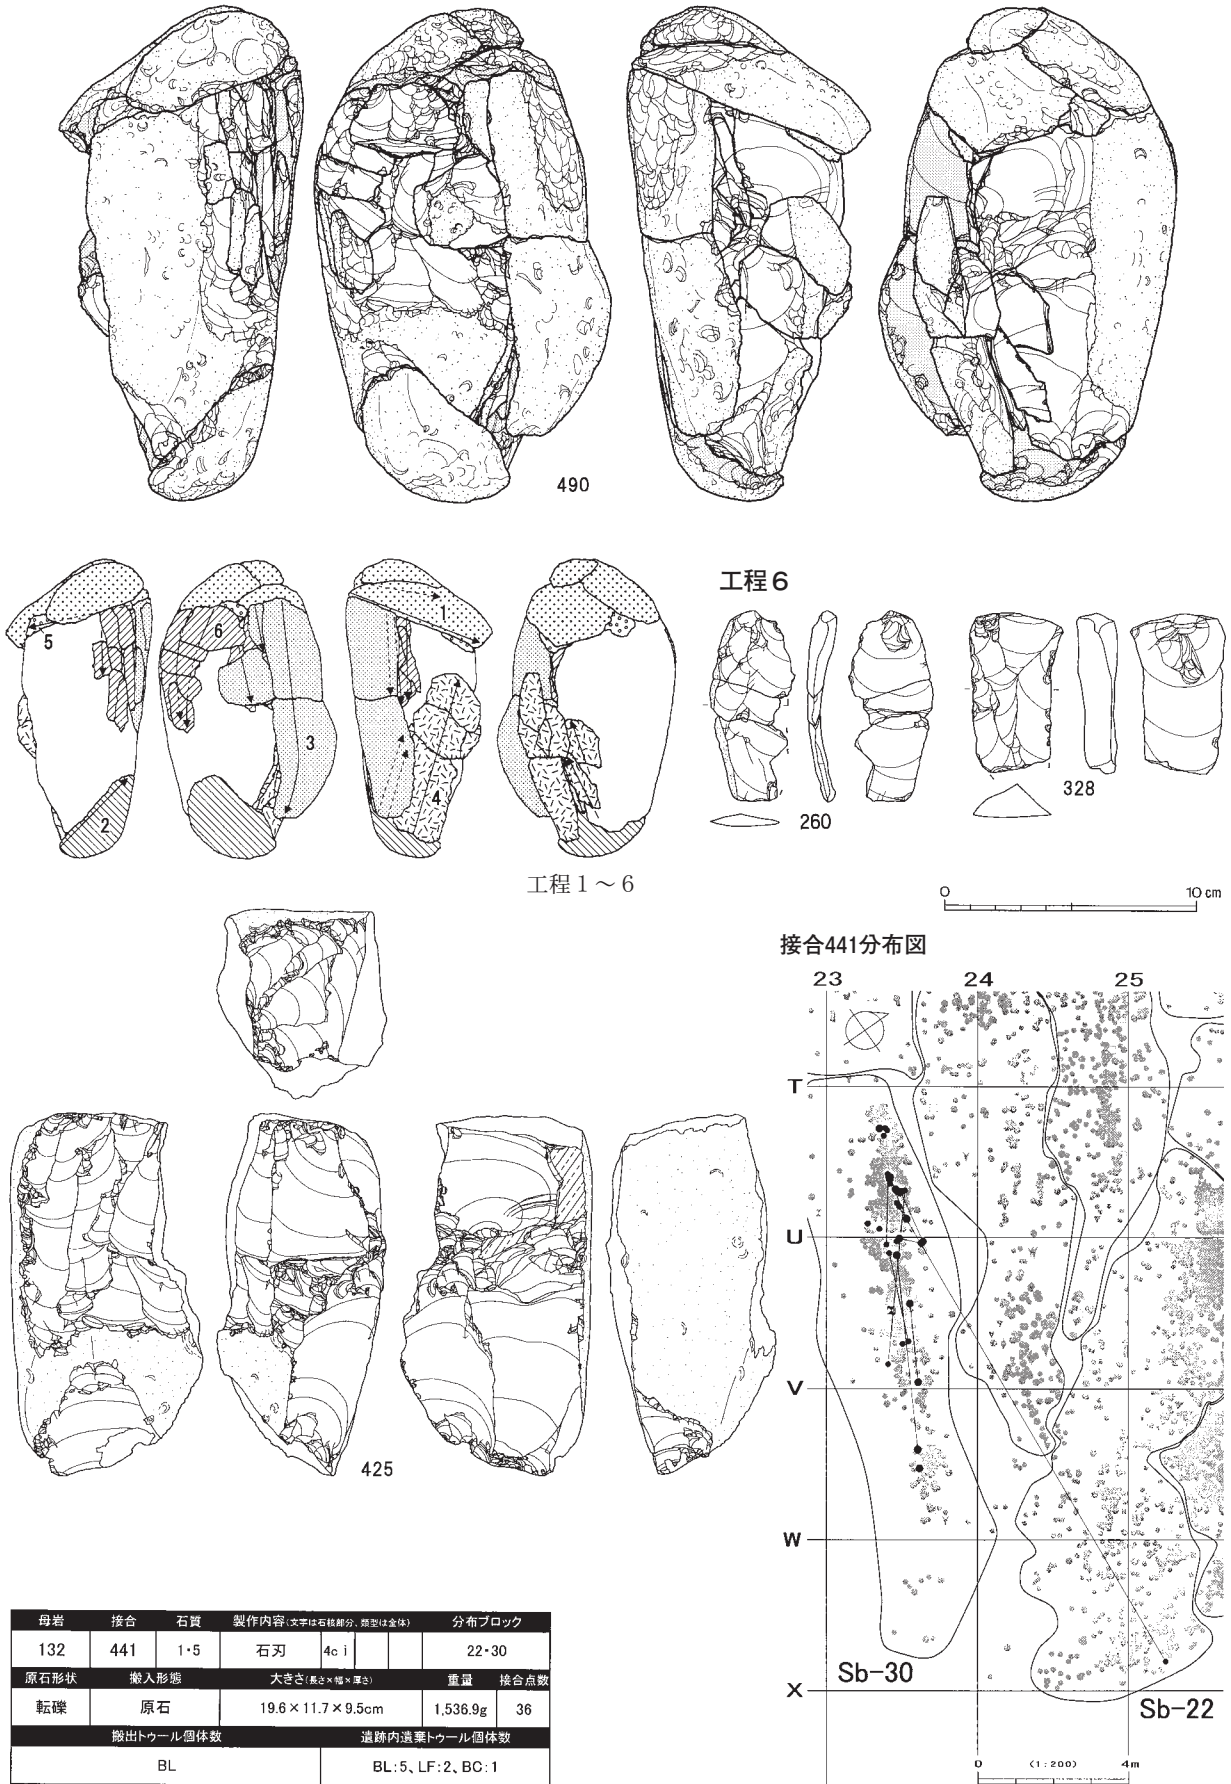 490
1
5
6
3
2
4
工程1～6
工程6
260
328
0 10 cm
425
接合441分布図
23 24 25
T
U
V
W
X
Sb-30
Sb-22
0 (1:200) 4m
母岩 接合 石質 製作内容(文字は石核部分、類型は全体) 分布ブロック
132 441 1・5 石刃 4c i 22・30
原石形状 搬入形態 大きさ(長さ×幅×厚さ) 重量 接合点数
転礫 原石 19.6×11.7×9.5cm 1,536.9g 36
搬出トゥール個体数 遺跡内遺棄トゥール個体数
BL BL:5、LF:2、BC:1